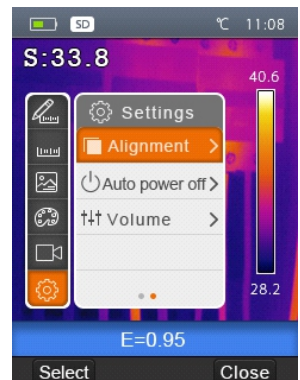 SD ℃ 11:08
S:33.8
40.6
Settings
Alignment
Auto power off
Volume
28.2
E=0.95
Select Close